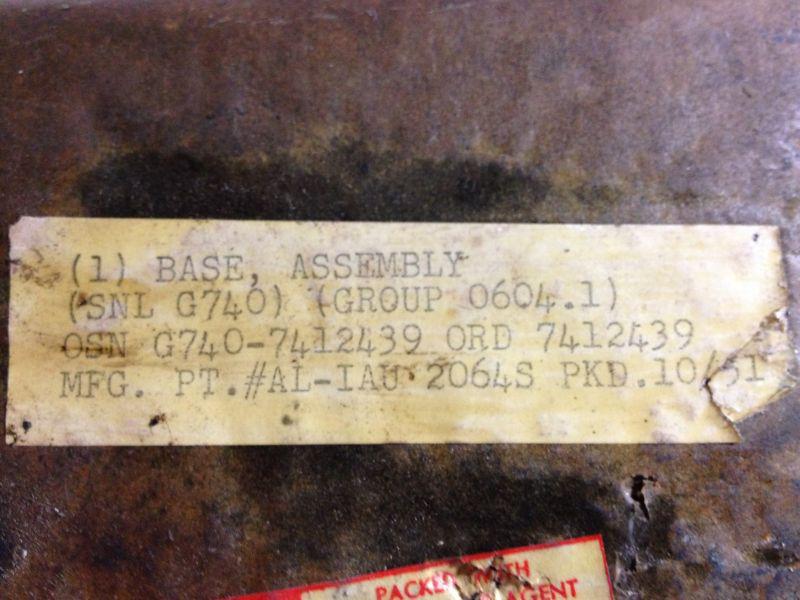 (1) BASE, ASSEMBLY
(SNL G740) (GROUP 0604.1)
OSN G740-7412439 ORD 7412439
MFG. PT.#AL-IAU 2064S PKD.10/51
PACKED WITH
AGENT